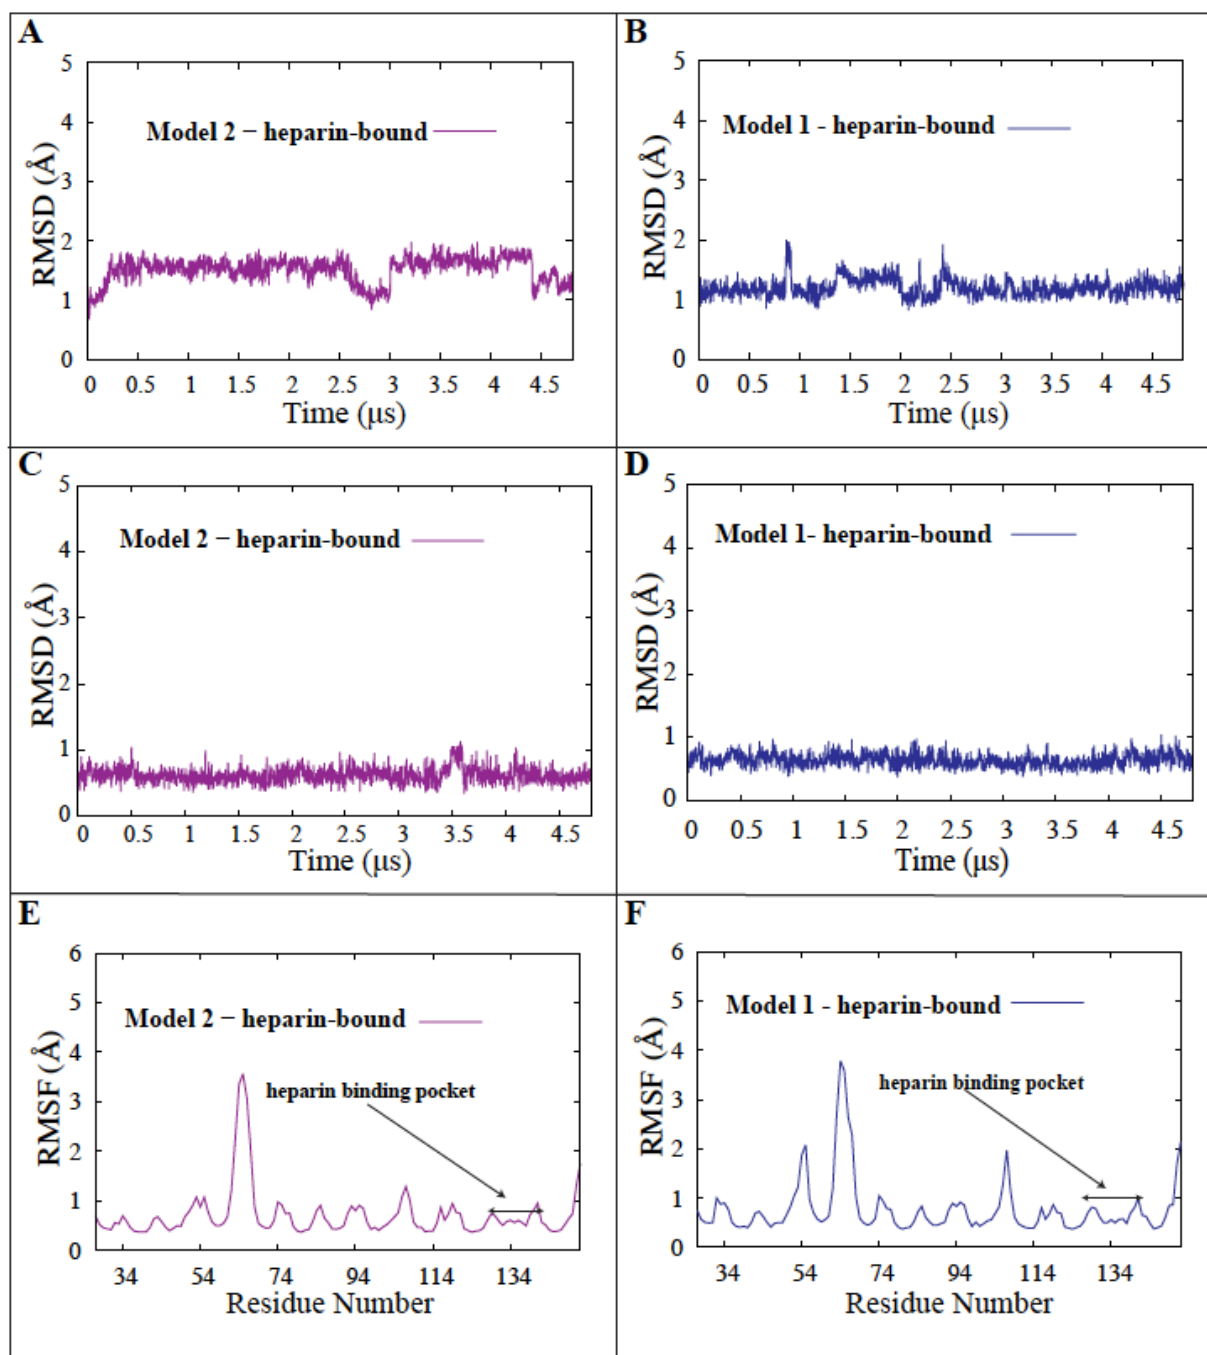 A
5
4
3
2
1
0
RMSD (Å)
Model 2 − heparin-bound
0 0.5 1 1.5 2 2.5 3 3.5 4 4.5
Time (μs)
B
5
4
3
2
1
0
RMSD (Å)
Model 1 - heparin-bound
0 0.5 1 1.5 2 2.5 3 3.5 4 4.5
Time (μs)
C
5
4
3
2
1
0
RMSD (Å)
Model 2 − heparin-bound
0 0.5 1 1.5 2 2.5 3 3.5 4 4.5
Time (μs)
D
5
4
3
2
1
0
RMSD (Å)
Model 1- heparin-bound
0 0.5 1 1.5 2 2.5 3 3.5 4 4.5
Time (μs)
E
6
5
4
3
2
1
0
RMSF (Å)
Model 2 − heparin-bound
heparin binding pocket
34 54 74 94 114 134
Residue Number
F
6
5
4
3
2
1
0
RMSF (Å)
Model 1 - heparin-bound
heparin binding pocket
34 54 74 94 114 134
Residue Number